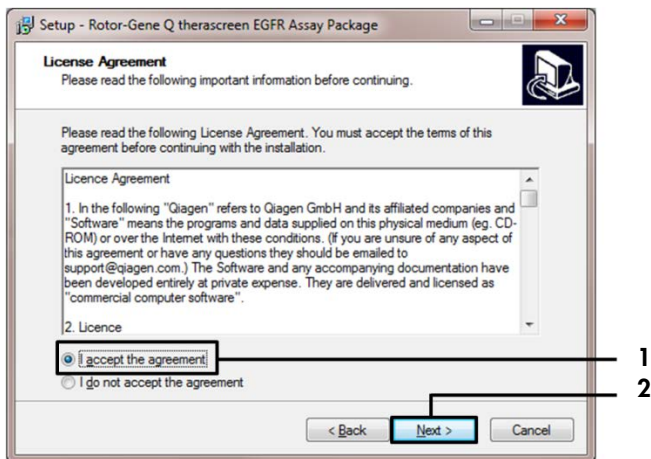 Setup - Rotor-Gene Q therascreen EGFR Assay Package
License Agreement
Please read the following important information before continuing.
Please read the following License Agreement. You must accept the terms of this
agreement before continuing with the installation.
Licence Agreement
1. In the following "Qiagen" refers to Qiagen GmbH and its affiliated companies and
"Software" means the programs and data supplied on this physical medium (eg. CD-
ROM) or over the Internet with these conditions. (If you are unsure of any aspect of
this agreement or have any questions they should be emailed to
support@qiagen.com.) The Software and any accompanying documentation have
been developed entirely at private expense. They are delivered and licensed as
"commercial computer software".
2. Licence
I accept the agreement
1
I do not accept the agreement
2
< Back Next > Cancel